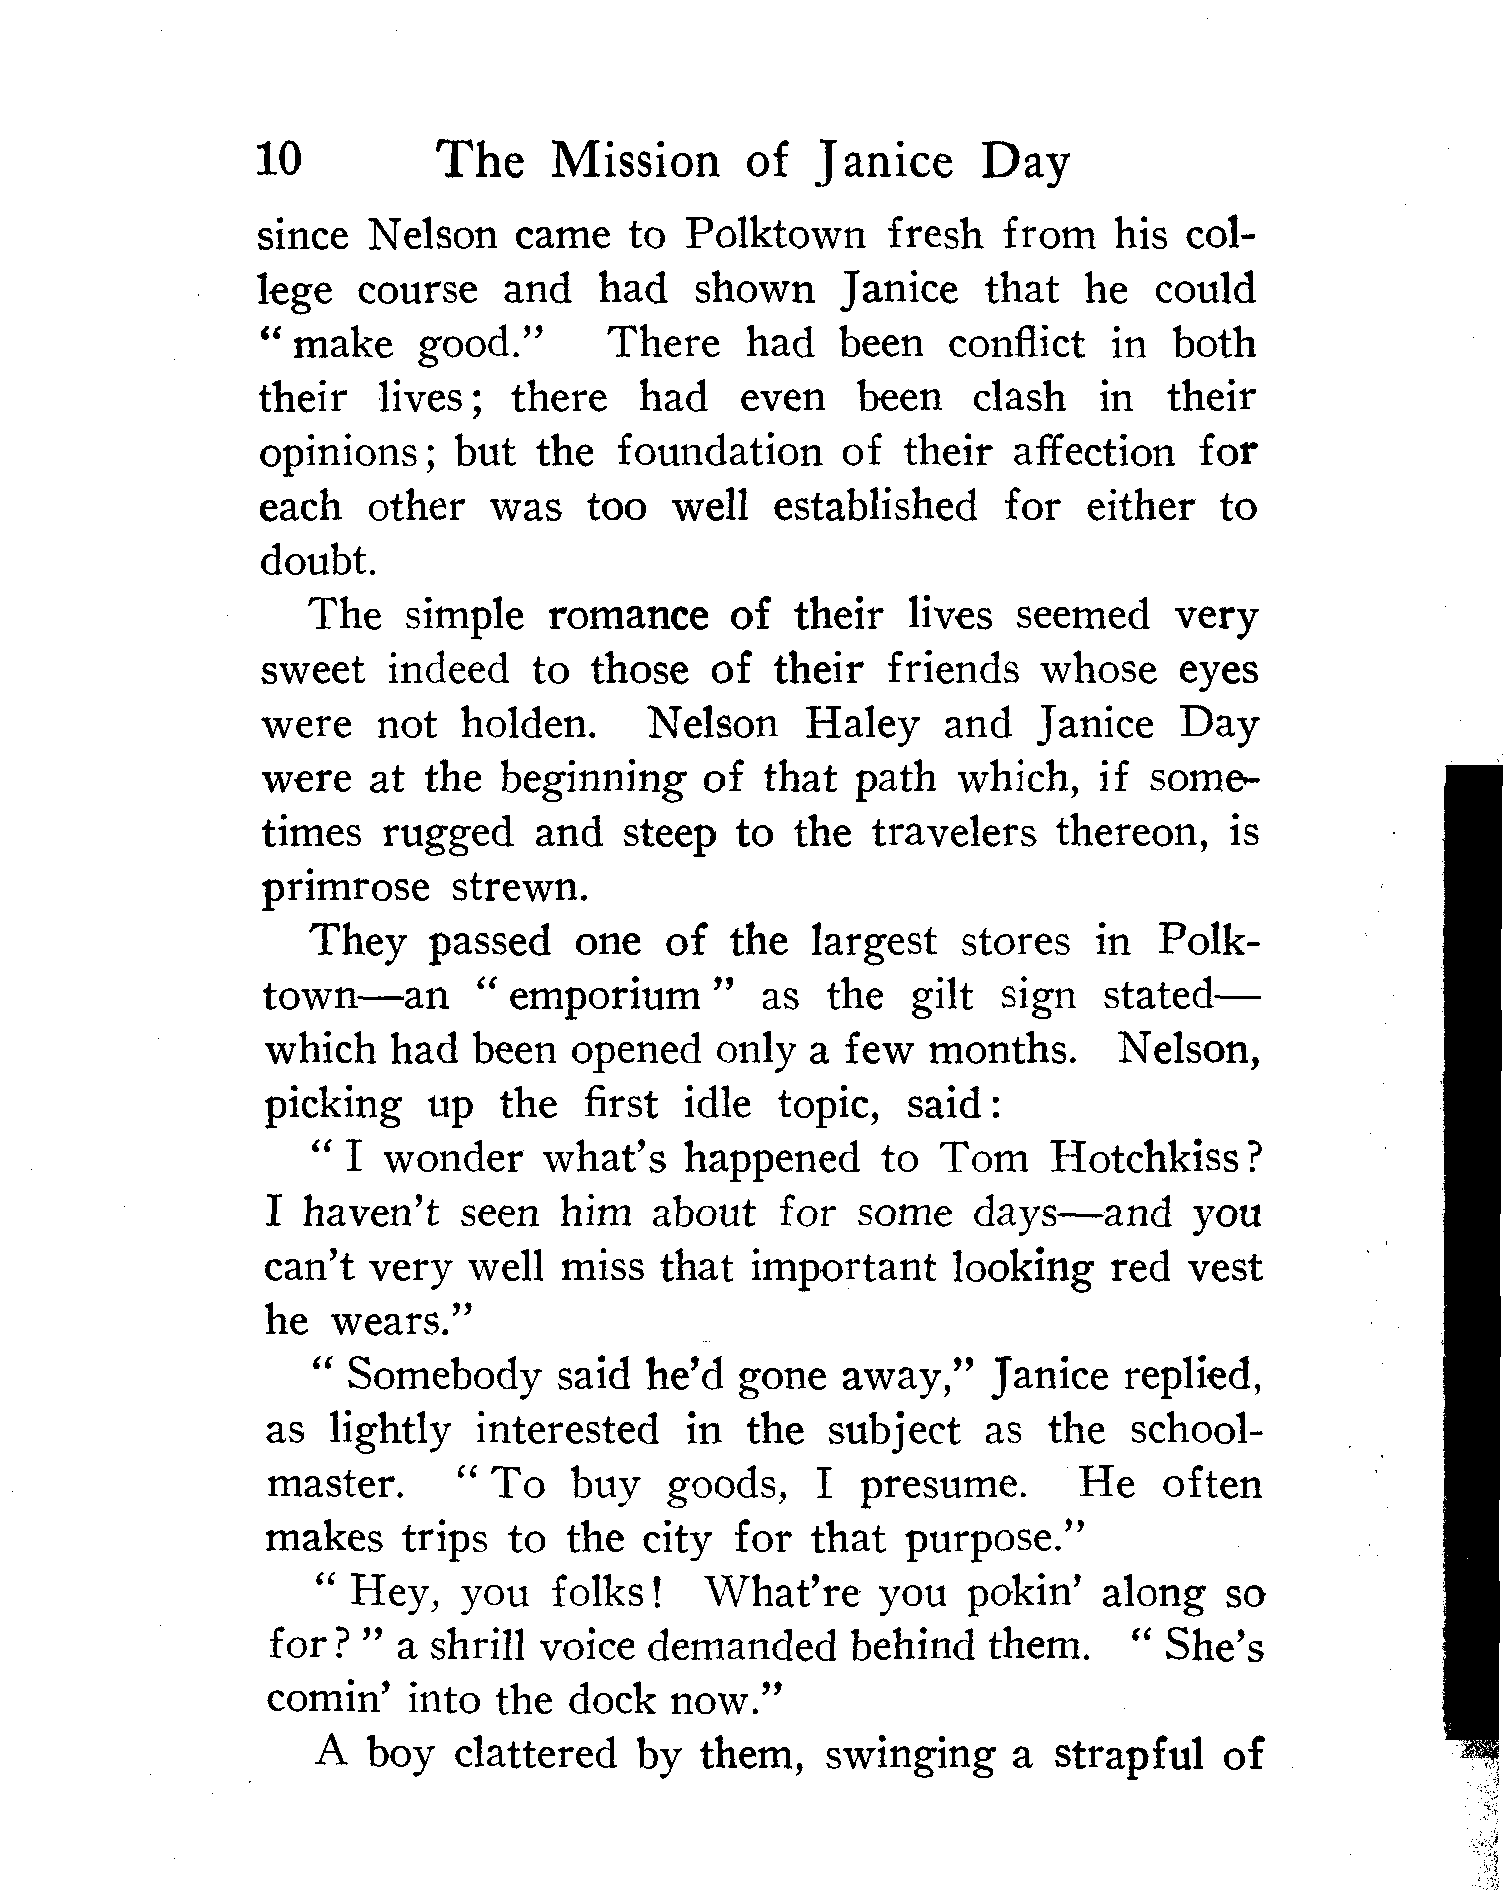 10 The Mission of Janice Day
since Nelson came to Polktown fresh from his col-
lege course and had shown Janice that he could
“ make good.” There had been conflict in both
their lives; there had even been clash in their
opinions; but the foundation of their affection for
each other was too well established for either to
doubt.
The simple romance of their lives seemed very
sweet indeed to those of their friends whose eyes
were not holden. Nelson Haley and Janice Day
were at the beginning of that path which, if some-
times rugged and steep to the travelers thereon, is
primrose strewn.
They passed one of the largest stores in Polk-
town—an “ emporium ” as the gilt sign stated—
which had been opened only a few months. Nelson,
picking up the first idle topic, said:
“ I wonder what's happened to Tom Hotchkiss?
I haven't seen him about for some days—and you
can't very well miss that important looking red vest
he wears.”
“ Somebody said he'd gone away,” Janice replied,
as lightly interested in the subject as the school-
master. “ To buy goods, I presume. He often
makes trips to the city for that purpose.”
“ Hey, you folks! What're you pokin' along so
for? ” a shrill voice demanded behind them. “ She's
comin' into the dock now.”
A boy clattered by them, swinging a strapful of